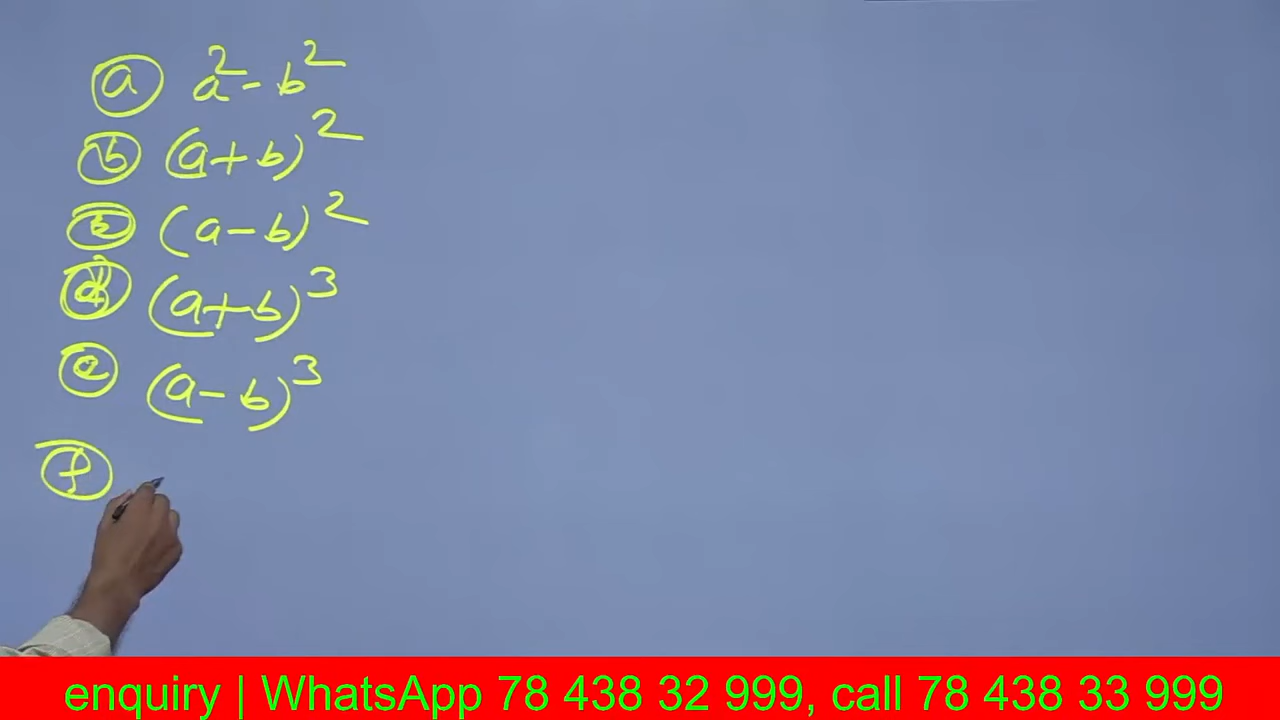 a a² - b²
b (a + b)²
(a - b)²
d (a + b)³
e (a - b)³
f
enquiry | WhatsApp 78 438 32 999, call 78 438 33 999